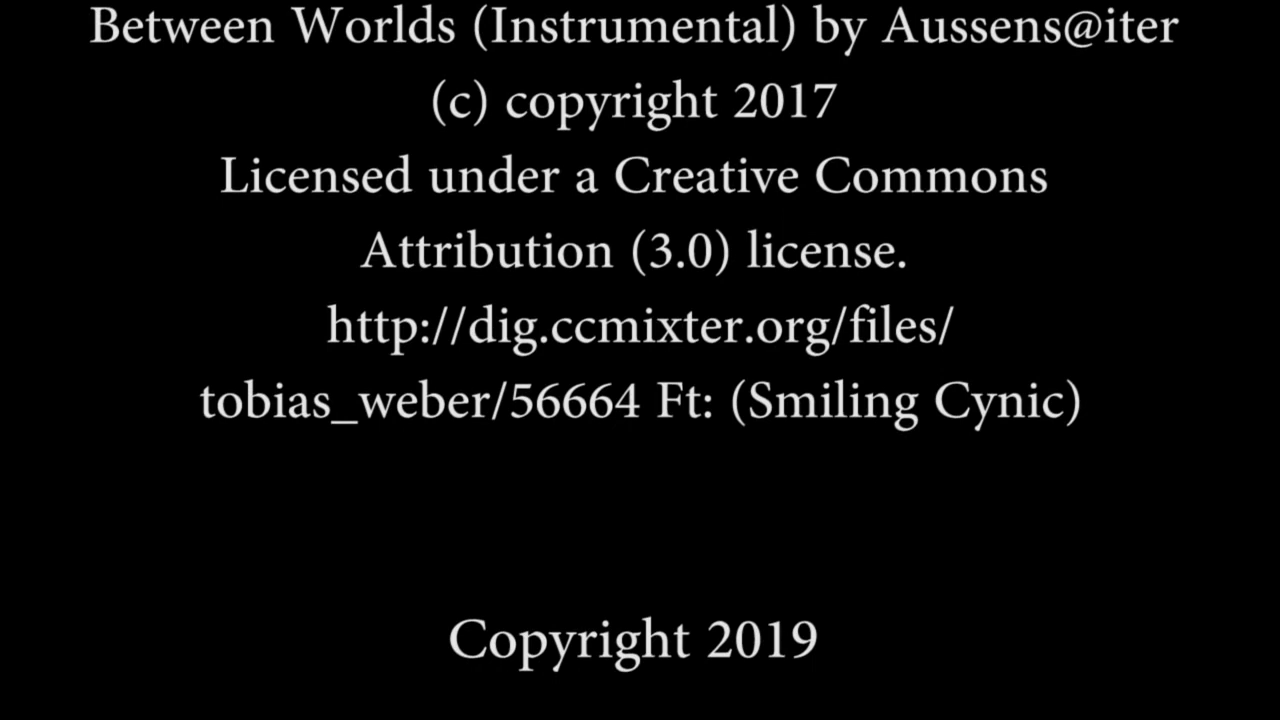 Between Worlds (Instrumental) by Aussens@iter
(c) copyright 2017
Licensed under a Creative Commons
Attribution (3.0) license.
http://dig.ccmixter.org/files/
tobias_weber/56664 Ft: (Smiling Cynic)
Copyright 2019